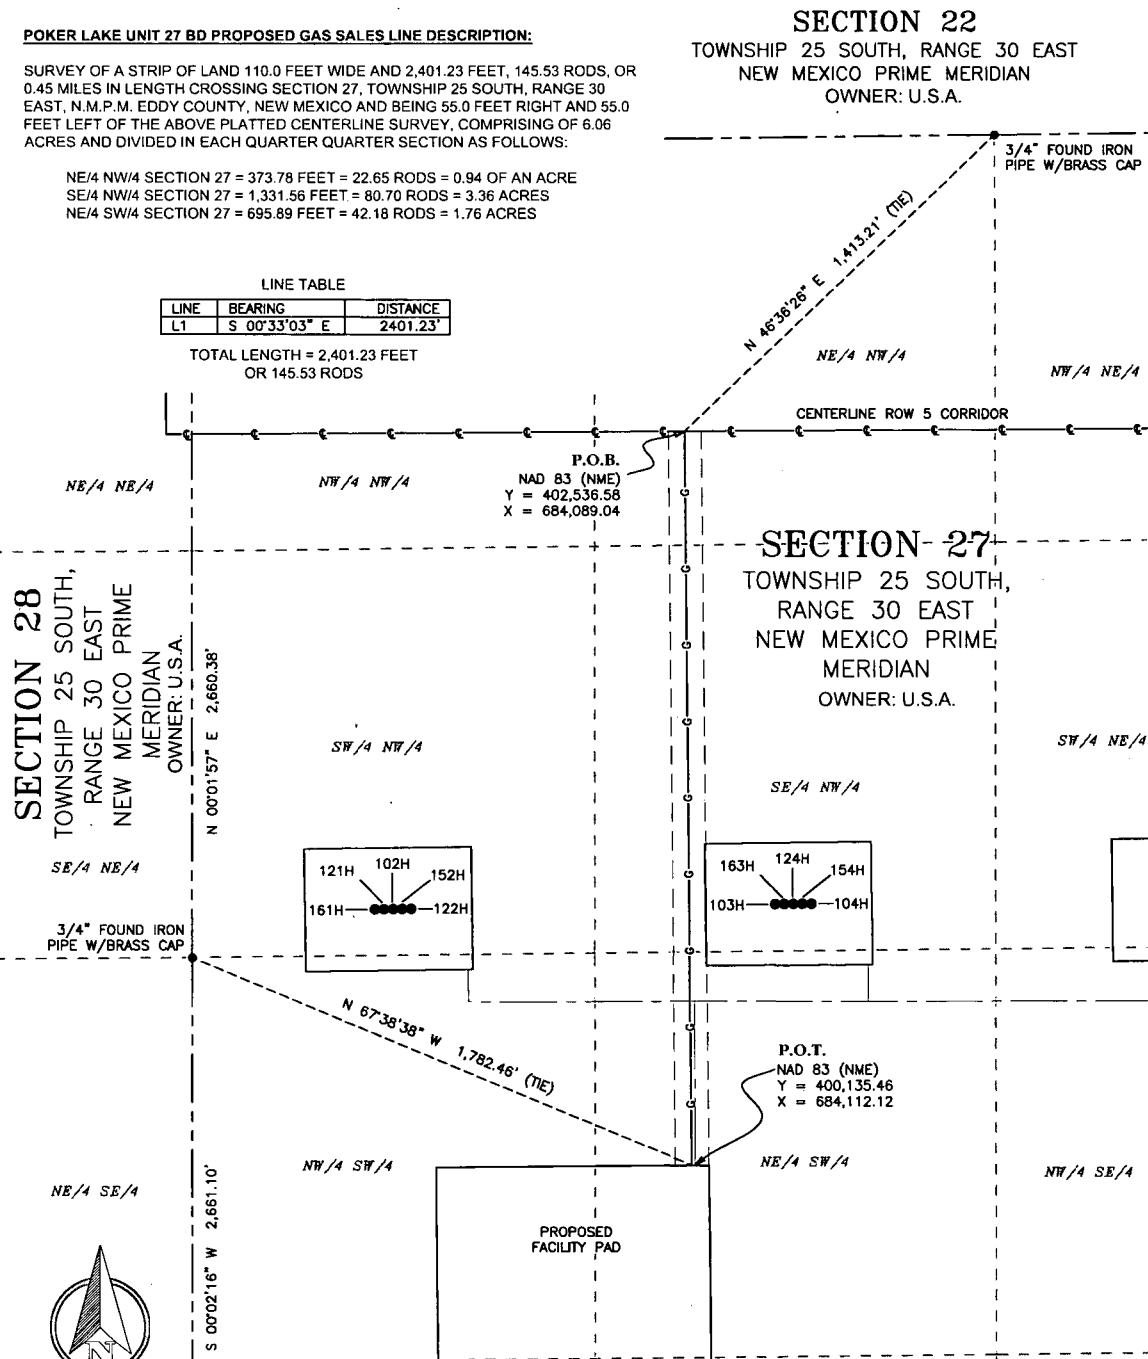 POKER LAKE UNIT 27 BD PROPOSED GAS SALES LINE DESCRIPTION:
SURVEY OF A STRIP OF LAND 110.0 FEET WIDE AND 2,401.23 FEET, 145.53 RODS, OR
0.45 MILES IN LENGTH CROSSING SECTION 27, TOWNSHIP 25 SOUTH, RANGE 30
EAST, N.M.P.M. EDDY COUNTY, NEW MEXICO AND BEING 55.0 FEET RIGHT AND 55.0
FEET LEFT OF THE ABOVE PLATTED CENTERLINE SURVEY, COMPRISING OF 6.06
ACRES AND DIVIDED IN EACH QUARTER QUARTER SECTION AS FOLLOWS:
NE/4 NW/4 SECTION 27 = 373.78 FEET = 22.65 RODS = 0.94 OF AN ACRE
SE/4 NW/4 SECTION 27 = 1,331.56 FEET = 80.70 RODS = 3.36 ACRES
NE/4 SW/4 SECTION 27 = 695.89 FEET = 42.18 RODS = 1.76 ACRES
LINE TABLE
LINE BEARING DISTANCE
L1 S 00°33'03" E 2401.23'
TOTAL LENGTH = 2,401.23 FEET
OR 145.53 RODS
SECTION 22
TOWNSHIP 25 SOUTH, RANGE 30 EAST
NEW MEXICO PRIME MERIDIAN
OWNER: U.S.A.
3/4" FOUND IRON
PIPE W/BRASS CAP
N 46°36'26" E 1,413.21' (TIE)
NE/4 NW/4
NW/4 NE/4
CENTERLINE ROW 5 CORRIDOR
P.O.B.
NAD 83 (NME)
Y = 402,536.58
X = 684,089.04
NE/4 NE/4
NW/4 NW/4
SECTION 27
TOWNSHIP 25 SOUTH,
RANGE 30 EAST
NEW MEXICO PRIME
MERIDIAN
OWNER: U.S.A.
SECTION 28
TOWNSHIP 25 SOUTH,
RANGE 30 EAST
NEW MEXICO PRIME
MERIDIAN
OWNER: U.S.A.
N 00°01'57" E 2,660.38'
SW/4 NW/4
SE/4 NW/4
SW/4 NE/4
SE/4 NE/4
121H 102H 152H
161H 122H
163H 124H 154H
103H 104H
G
G
G
G
G
G
G
G
G
3/4" FOUND IRON
PIPE W/BRASS CAP
N 67°38'38" W 1,782.46' (TIE)
P.O.T.
NAD 83 (NME)
Y = 400,135.46
X = 684,112.12
NE/4 SE/4
NW/4 SW/4
NE/4 SW/4
NW/4 SE/4
S 00°02'16" W 2,661.10'
PROPOSED
FACILITY PAD
N